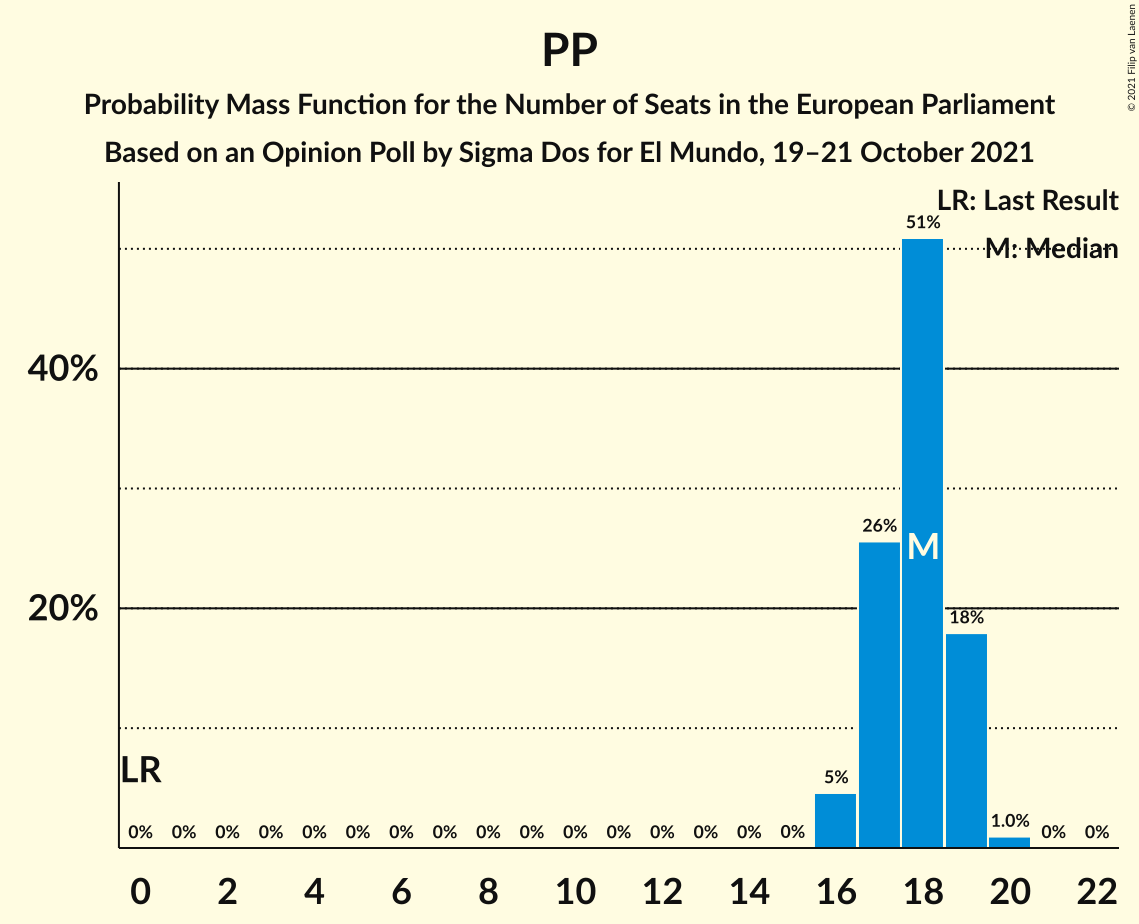 PP
Probability Mass Function for the Number of Seats in the European Parliament
Based on an Opinion Poll by Sigma Dos for El Mundo, 19–21 October 2021
© 2021 Filip van Laenen
LR: Last Result
M: Median
51%
40%
26%
M
20%
18%
LR
5%
1.0%
0% 0% 0% 0% 0% 0% 0% 0% 0% 0% 0% 0% 0% 0% 0% 0% 0% 0%
0 2 4 6 8 10 12 14 16 18 20 22